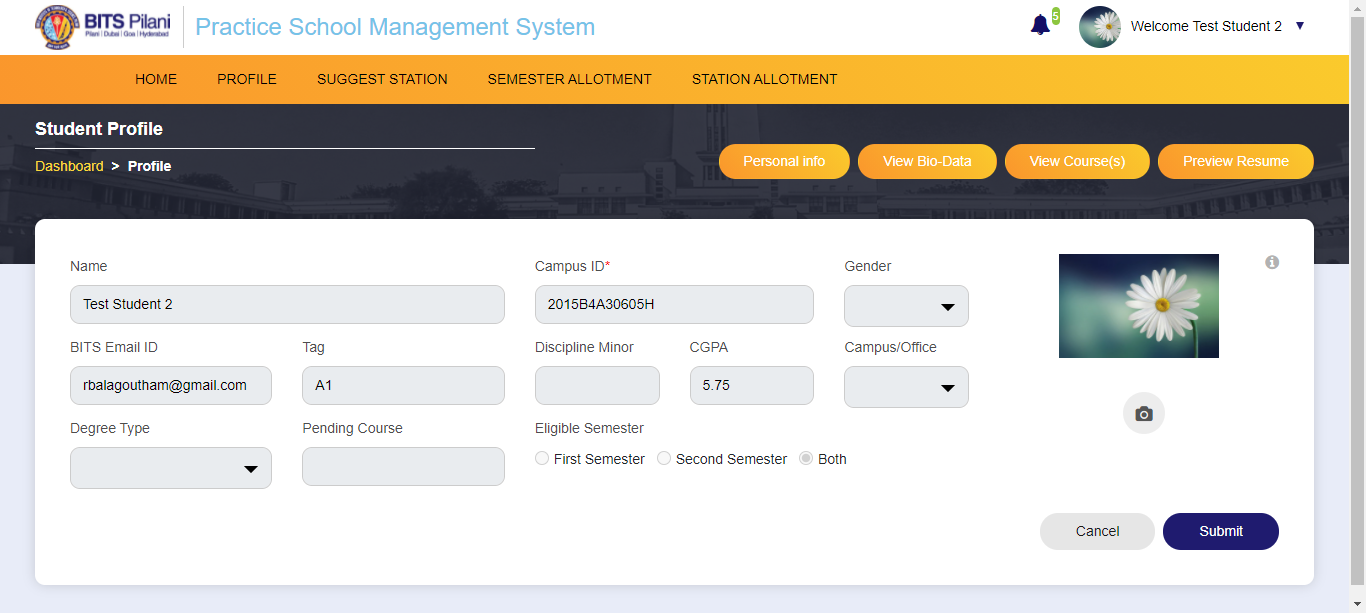 BITS Pilani
Pilani | Dubai | Goa | Hyderabad
Practice School Management System
5
Welcome Test Student 2
HOME PROFILE SUGGEST STATION SEMESTER ALLOTMENT STATION ALLOTMENT
Student Profile
Dashboard > Profile
Personal info View Bio-Data View Course(s) Preview Resume
Name Campus ID* Gender
Test Student 2 2015B4A30605H
BITS Email ID Tag Discipline Minor CGPA Campus/Office
rbalagoutham@gmail.com A1 5.75
Degree Type Pending Course Eligible Semester
First Semester Second Semester Both
Cancel Submit